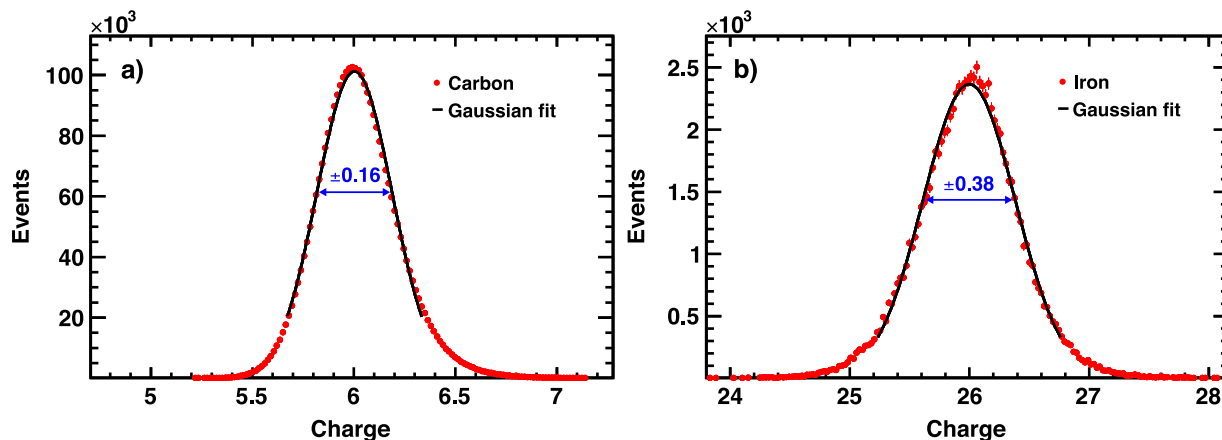 ×10³
a)
Carbon
Gaussian fit
±0.16
Events
100
80
60
40
20
5 5.5 6 6.5 7
Charge
×10³
b)
Iron
Gaussian fit
±0.38
Events
2.5
2
1.5
1
0.5
24 25 26 27 28
Charge